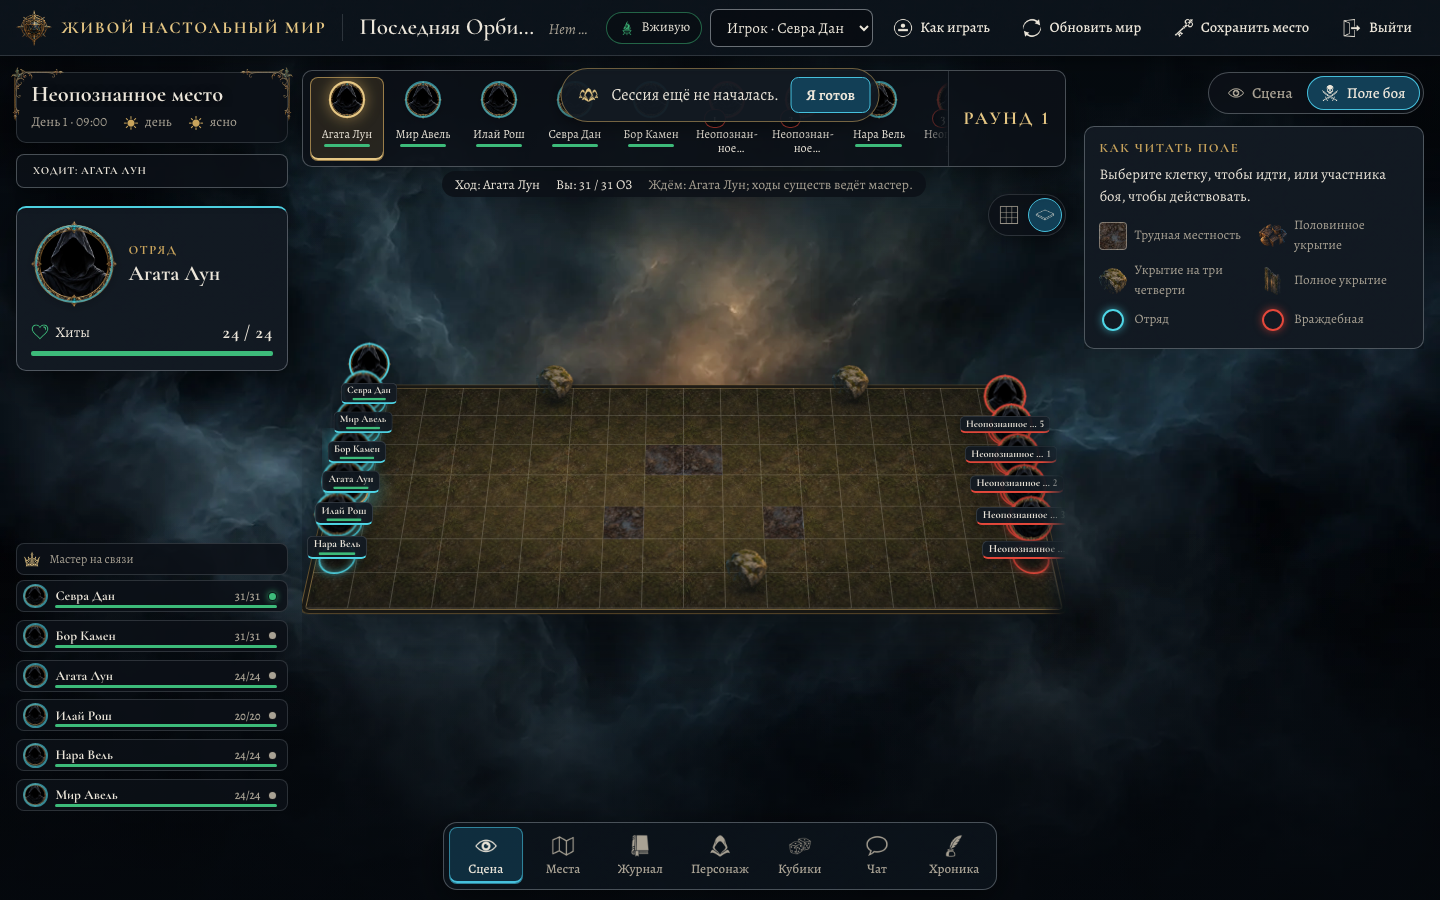 ЖИВОЙ НАСТОЛЬНЫЙ МИР
Последняя Орби...
Нет ...
Вживую
Игрок · Севра Дан
Как играть
Обновить мир
Сохранить место
Выйти
Неопознанное место
День 1 · 09:00
день
ясно
ХОДИТ: АГАТА ЛУН
ОТРЯД
Агата Лун
Хиты
24 / 24
Мастер на связи
Севра Дан 31/31
Бор Камен 31/31
Агата Лун 24/24
Илай Рош 20/20
Нара Вель 24/24
Мир Авель 24/24
Сессия ещё не началась.
Я готов
Агата Лун
Мир Авель
Илай Рош
Севра Дан
Бор Камен
Неопознан-
ное...
Неопознан-
ное...
Нара Вель
РАУНД 1
Ход: Агата Лун
Вы: 31 / 31 ОЗ
Ждём: Агата Лун; ходы существ ведёт мастер.
Севра Дан
Мир Авель
Бор Камен
Агата Лун
Илай Рош
Нара Вель
Неопознанное ... 5
Неопознанное ... 1
Неопознанное ... 2
Неопознанное ...
Неопознанное ...
Сцена
Поле боя
КАК ЧИТАТЬ ПОЛЕ
Выберите клетку, чтобы идти, или участника
боя, чтобы действовать.
Трудная местность
Половинное
укрытие
Укрытие на три
четверти
Полное укрытие
Отряд
Враждебная
Сцена
Места
Журнал
Персонаж
Кубики
Чат
Хроника